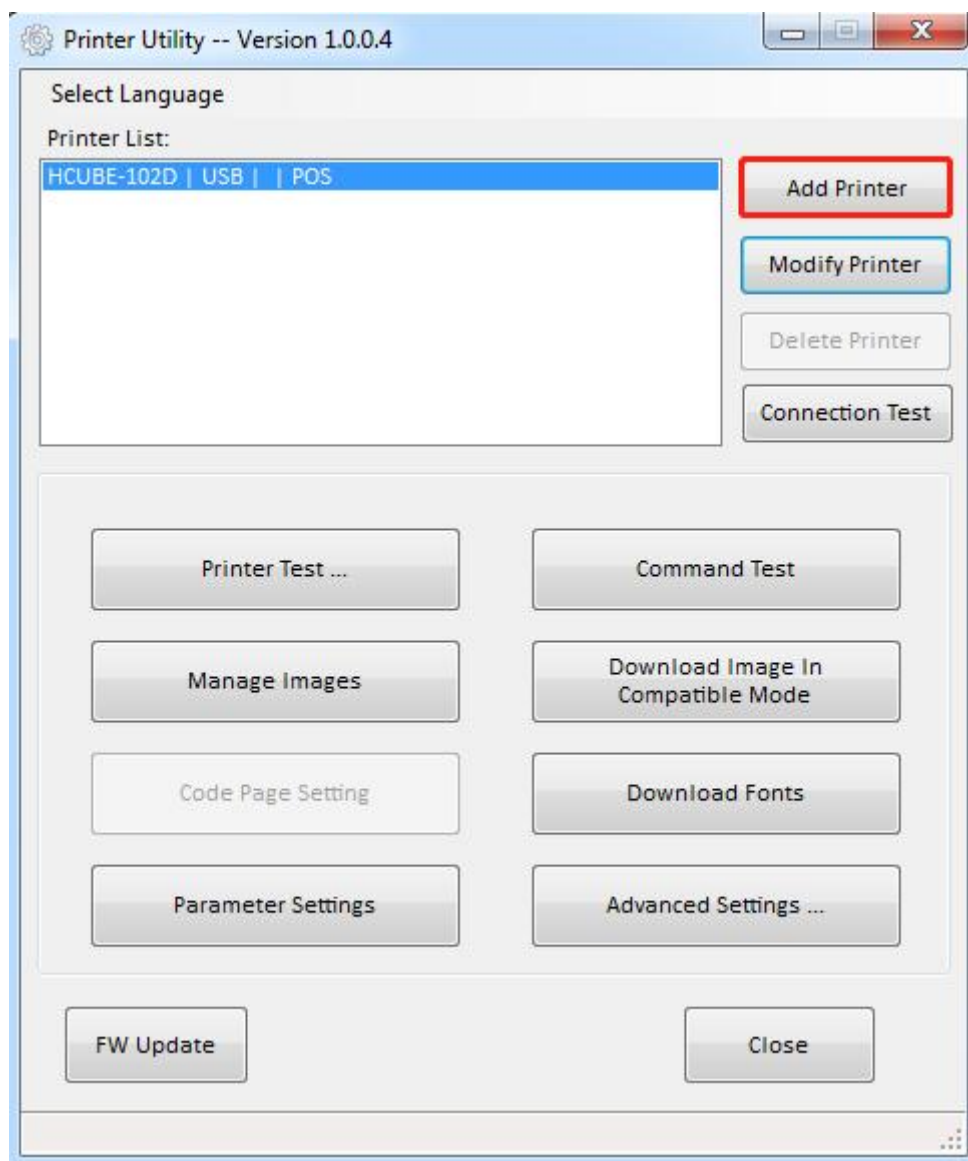 Printer Utility -- Version 1.0.0.4
Select Language
Printer List:
HCUBE-102D | USB | | POS
Add Printer
Modify Printer
Delete Printer
Connection Test
Printer Test ...
Command Test
Manage Images
Download Image In
Compatible Mode
Code Page Setting
Download Fonts
Parameter Settings
Advanced Settings ...
FW Update
Close